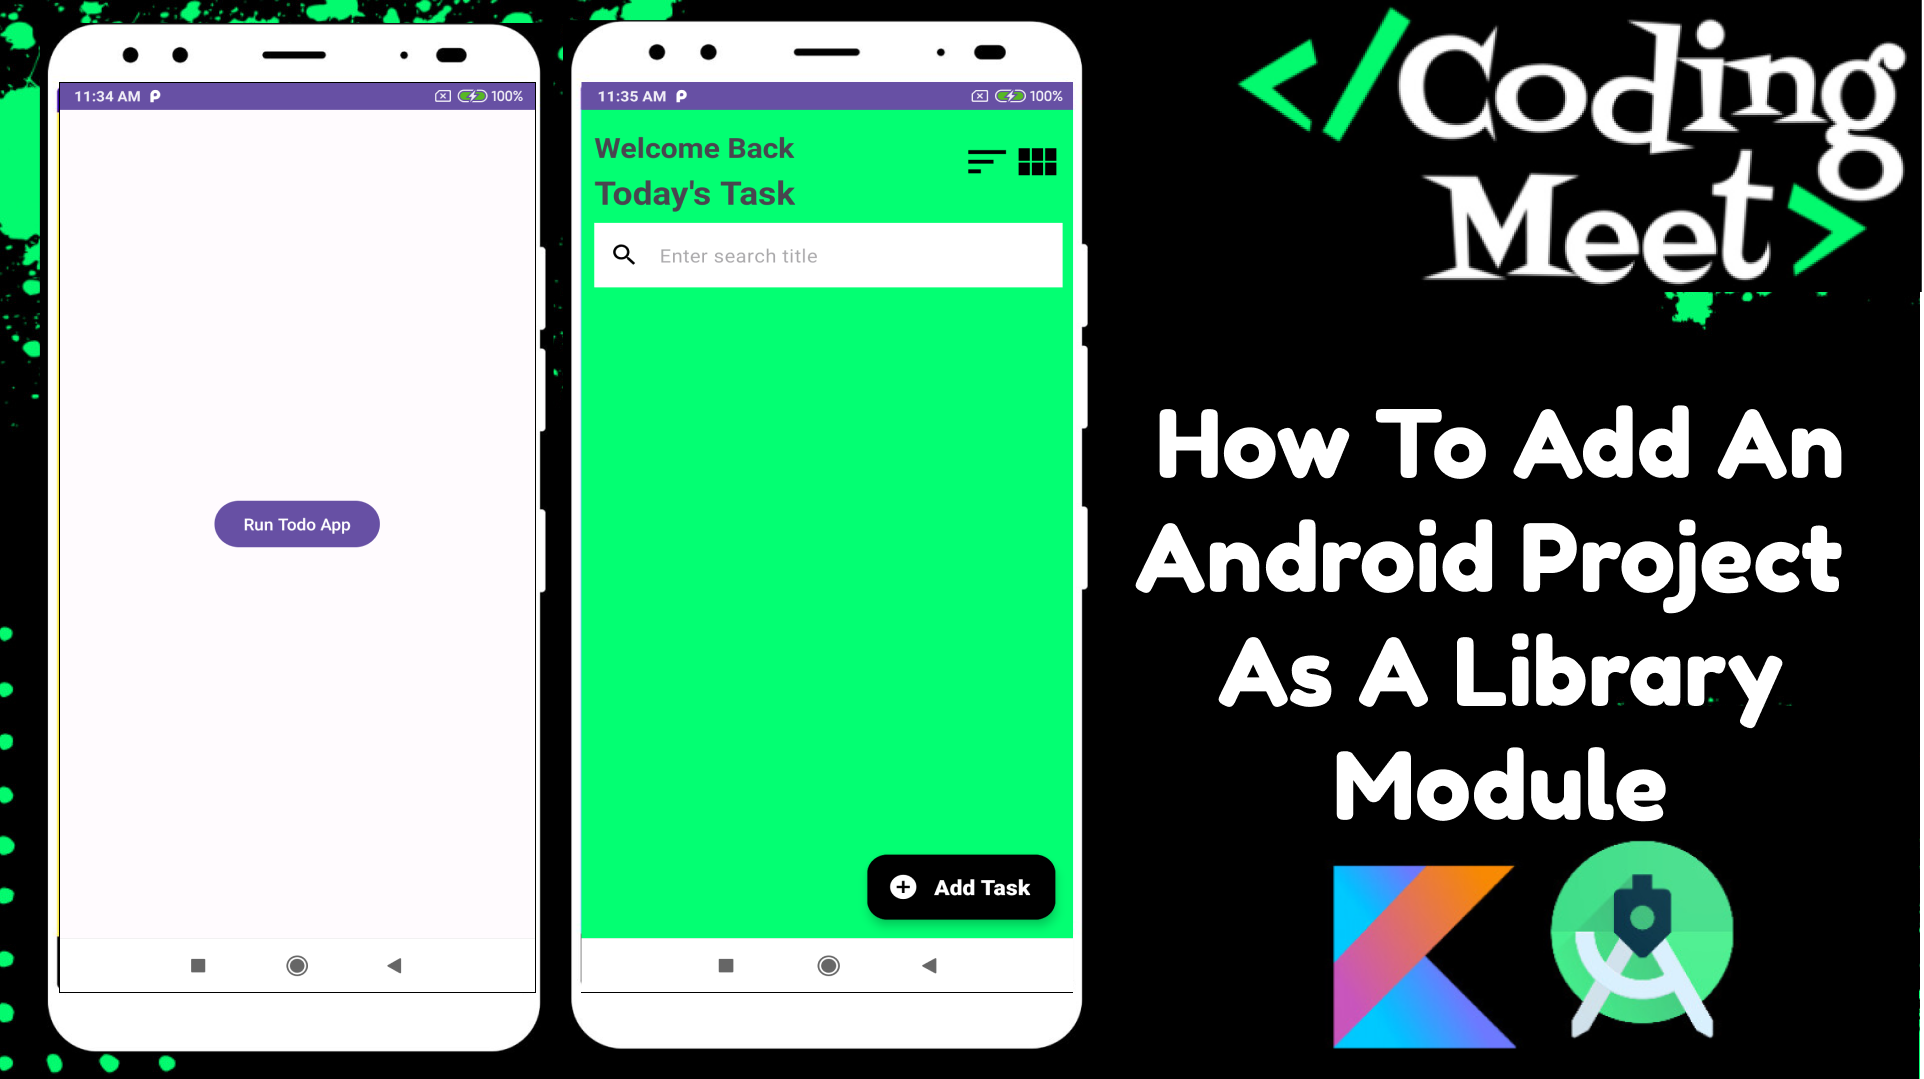 11:34 AM
100%
Run Todo App
11:35 AM
100%
Welcome Back
Today's Task
Enter search title
Add Task
</Coding
Meet>
How To Add An
Android Project
As A Library
Module